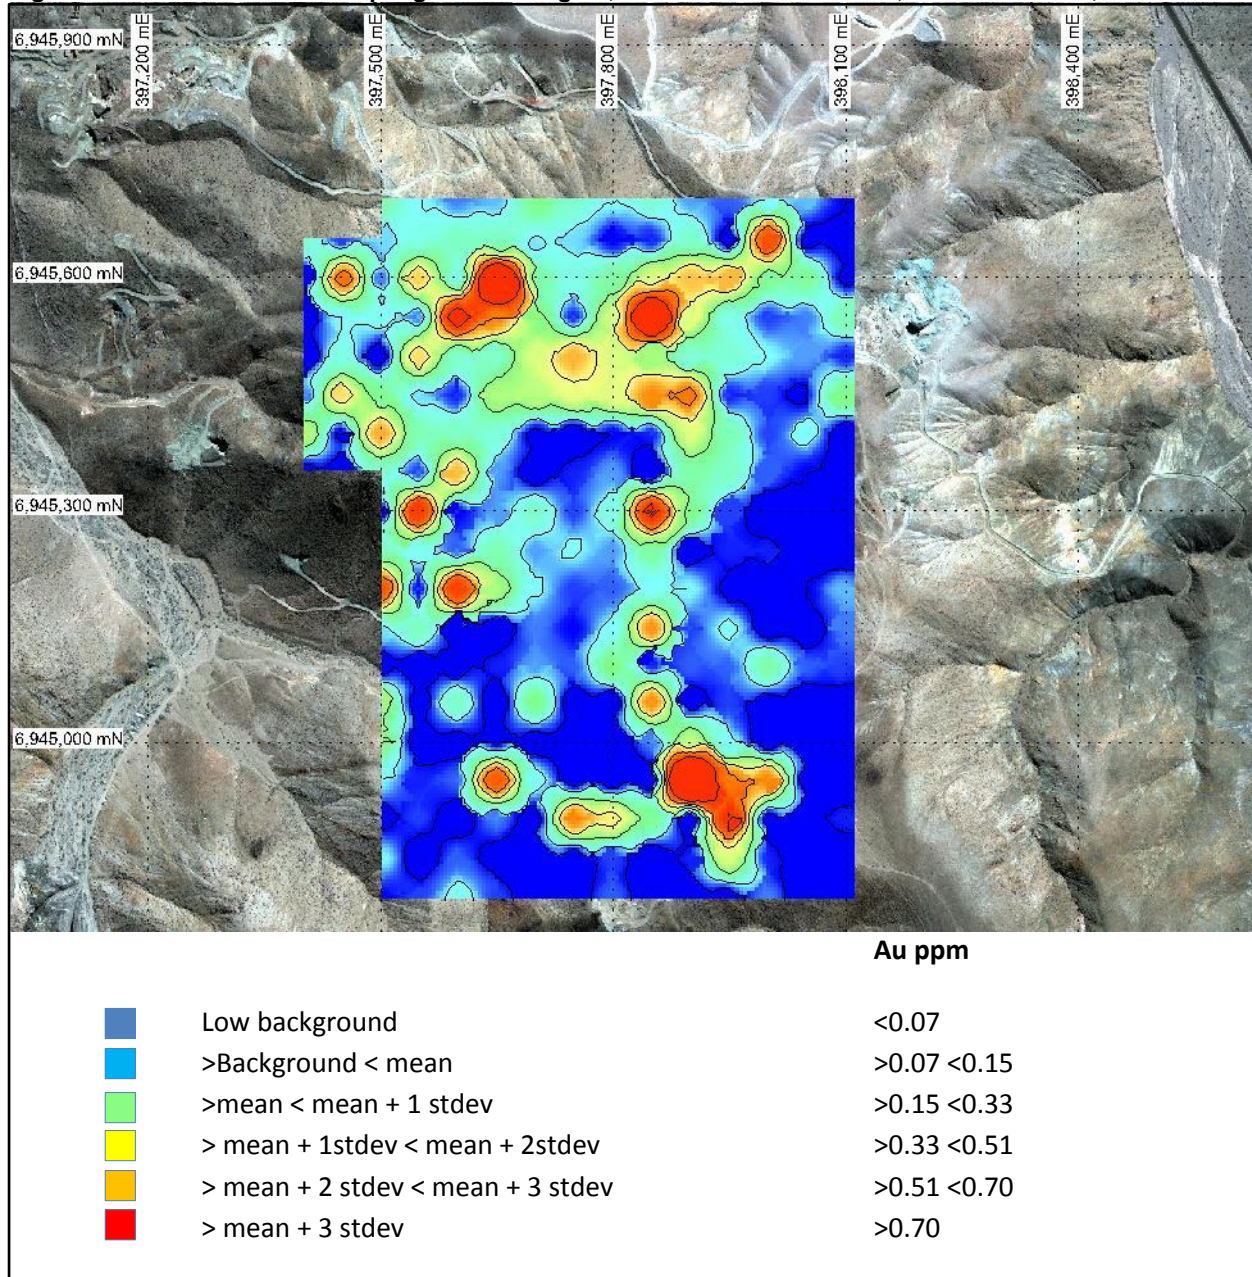 6,945,900 mN
397,200 mE
397,500 mE
397,800 mE
398,100 mE
398,400 mE
6,945,600 mN
6,945,300 mN
6,945,000 mN
Au ppm
Low background <0.07
>Background < mean >0.07 <0.15
>mean < mean + 1 stdev >0.15 <0.33
> mean + 1stdev < mean + 2stdev >0.33 <0.51
> mean + 2 stdev < mean + 3 stdev >0.51 <0.70
> mean + 3 stdev >0.70